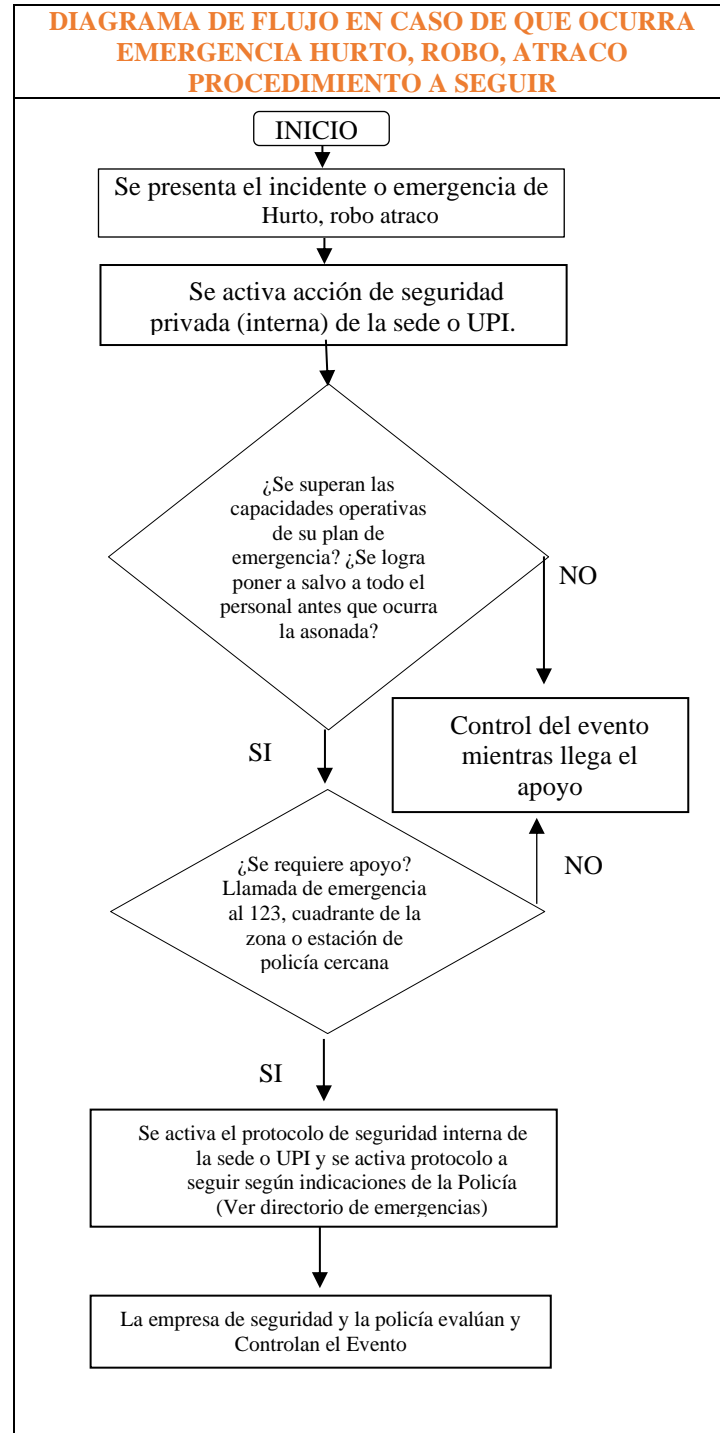 DIAGRAMA DE FLUJO EN CASO DE QUE OCURRA
EMERGENCIA HURTO, ROBO, ATRACO
PROCEDIMIENTO A SEGUIR
INICIO
Se presenta el incidente o emergencia de
Hurto, robo atraco
Se activa acción de seguridad
privada (interna) de la sede o UPI.
¿Se superan las
capacidades operativas
de su plan de
emergencia? ¿Se logra
poner a salvo a todo el
personal antes que ocurra
la asonada?
NO
Control del evento
mientras llega el
apoyo
SI
¿Se requiere apoyo?
Llamada de emergencia
al 123, cuadrante de la
zona o estación de
policía cercana
NO
SI
Se activa el protocolo de seguridad interna de
la sede o UPI y se activa protocolo a
seguir según indicaciones de la Policía
(Ver directorio de emergencias)
La empresa de seguridad y la policía evalúan y
Controlan el Evento